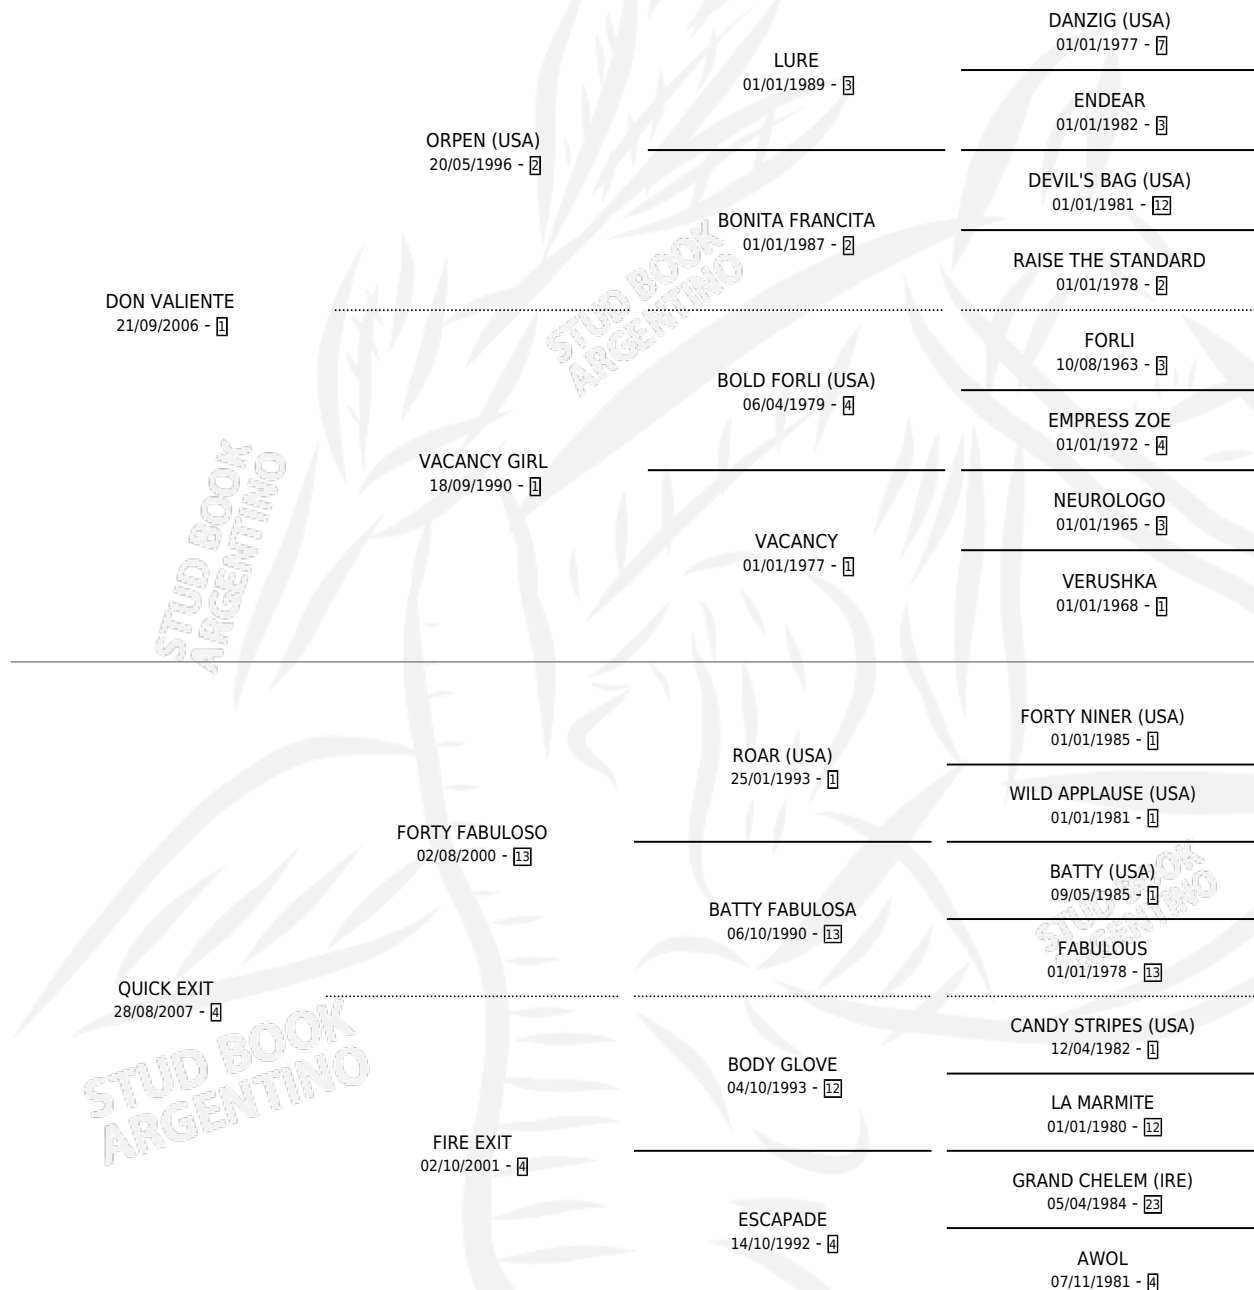 DANZIG (USA)
01/01/1977 - 7
LURE
01/01/1989 - 3
ENDEAR
01/01/1982 - 3
ORPEN (USA)
20/05/1996 - 2
DEVIL'S BAG (USA)
01/01/1981 - 12
BONITA FRANCITA
01/01/1987 - 2
RAISE THE STANDARD
01/01/1978 - 2
DON VALIENTE
21/09/2006 - 1
FORLI
10/08/1963 - 3
BOLD FORLI (USA)
06/04/1979 - 4
EMPRESS ZOE
01/01/1972 - 4
VACANCY GIRL
18/09/1990 - 1
NEUROLOGO
01/01/1965 - 3
VACANCY
01/01/1977 - 1
VERUSHKA
01/01/1968 - 1
FORTY NINER (USA)
01/01/1985 - 1
ROAR (USA)
25/01/1993 - 1
WILD APPLAUSE (USA)
01/01/1981 - 1
FORTY FABULOSO
02/08/2000 - 13
BATTY (USA)
09/05/1985 - 1
BATTY FABULOSA
06/10/1990 - 13
FABULOUS
01/01/1978 - 13
QUICK EXIT
28/08/2007 - 4
CANDY STRIPES (USA)
12/04/1982 - 1
BODY GLOVE
04/10/1993 - 12
LA MARMITE
01/01/1980 - 12
FIRE EXIT
02/10/2001 - 4
GRAND CHELEM (IRE)
05/04/1984 - 23
ESCAPADE
14/10/1992 - 4
AWOL
07/11/1981 - 4
STUD BOOK
ARGENTINO
STUD BOOK
ARGENTINO
STUD BOOK
ARGENTINO
STUD BOOK
ARGENTINO